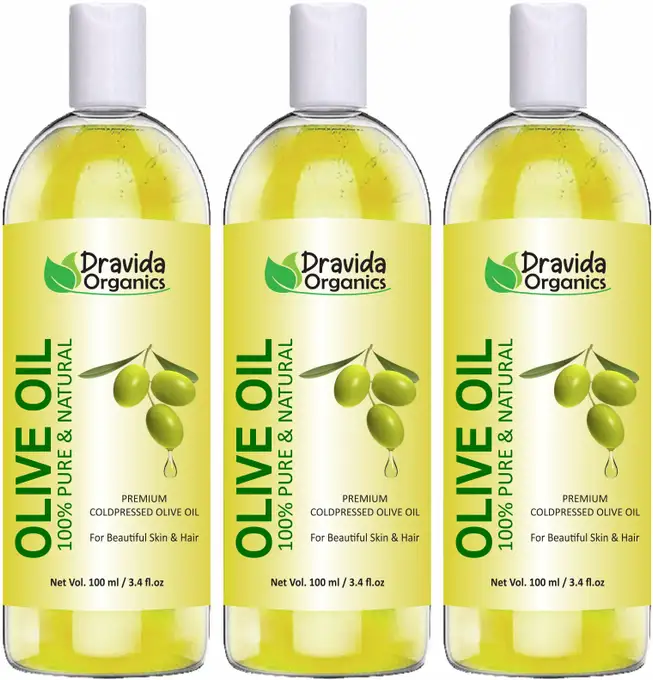 Dravida
Organics
OLIVE OIL
100% PURE & NATURAL
PREMIUM
COLDPRESSED OLIVE OIL
For Beautiful Skin & Hair
Net Vol. 100 ml / 3.4 fl.oz
Dravida
Organics
OLIVE OIL
100% PURE & NATURAL
PREMIUM
COLDPRESSED OLIVE OIL
For Beautiful Skin & Hair
Net Vol. 100 ml / 3.4 fl.oz
Dravida
Organics
OLIVE OIL
100% PURE & NATURAL
PREMIUM
COLDPRESSED OLIVE OIL
For Beautiful Skin & Hair
Net Vol. 100 ml / 3.4 fl.oz